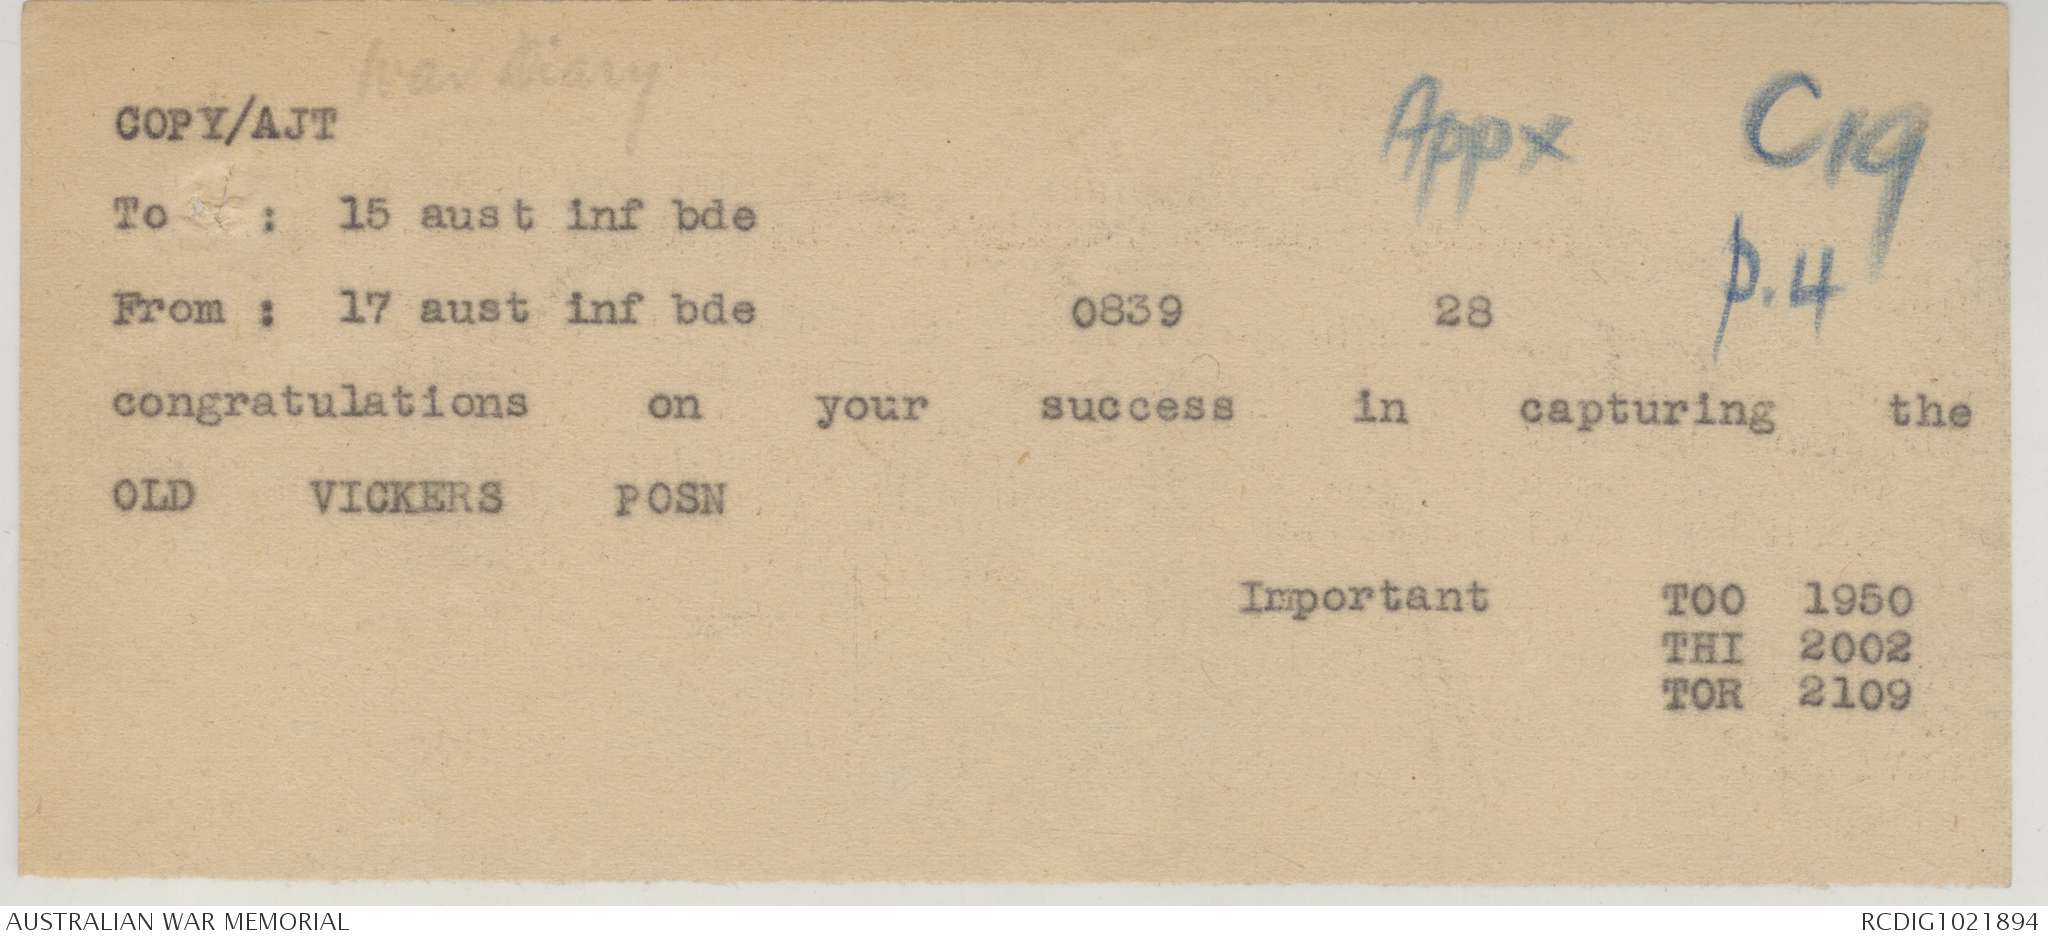 War Diary
COPY/AJT
Appx C19
To : 15 aust inf bde
p.4
From : 17 aust inf bde 0839 28
congratulations on your success in capturing the
OLD VICKERS POSN
Important TOO 1950
THI 2002
TOR 2109
AUSTRALIAN WAR MEMORIAL RCDIG1021894